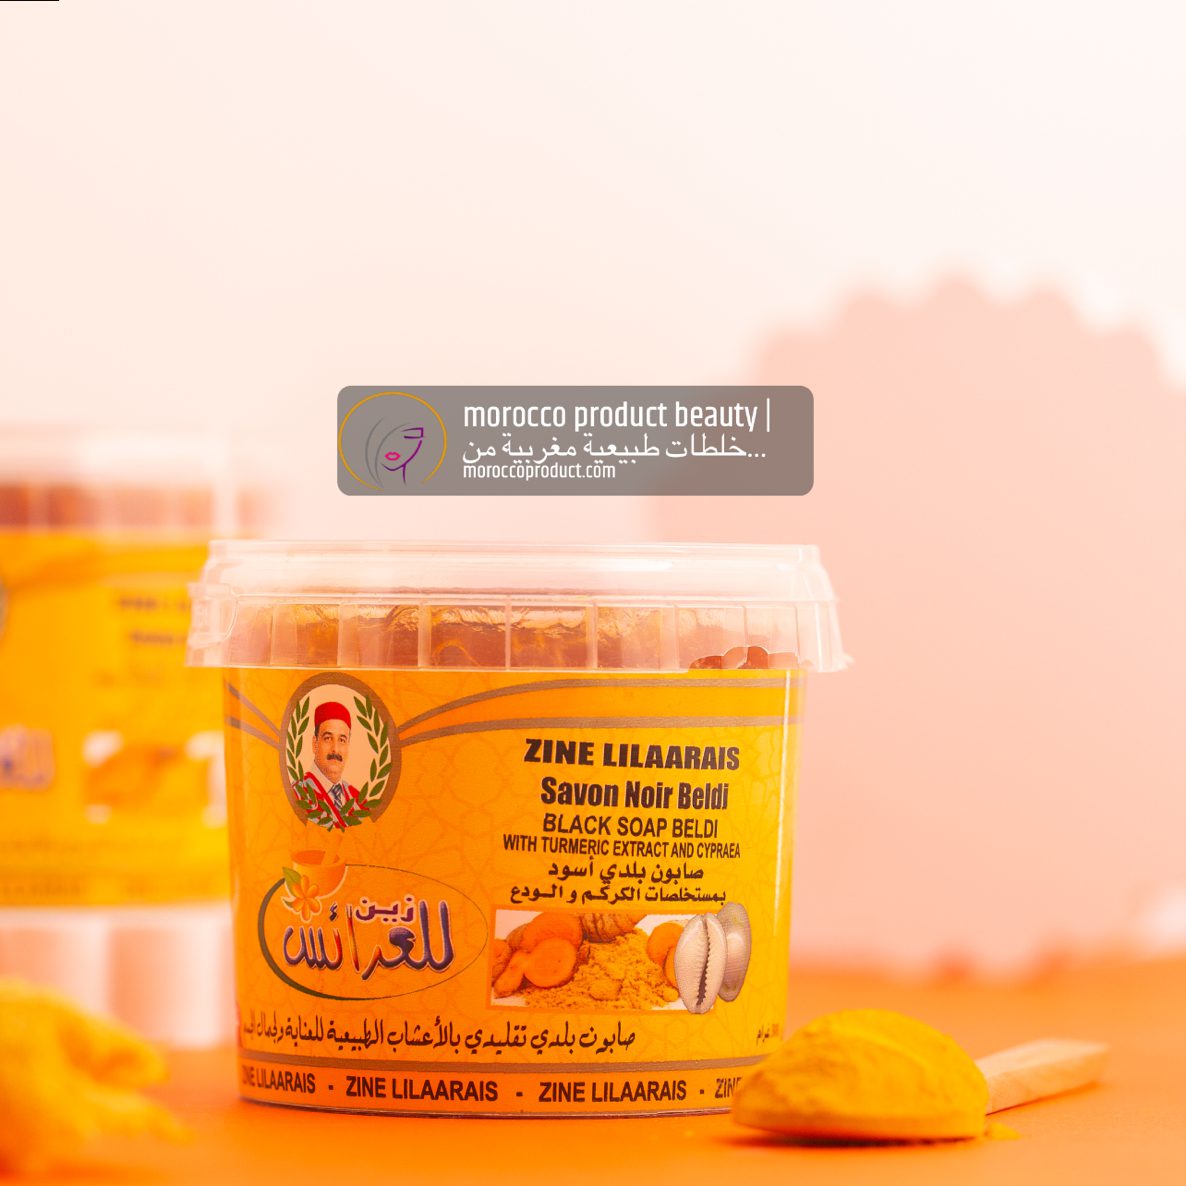 morocco product beauty |
خلطات طبيعية مغربية من...
moroccoproduct.com
ZINE LILAARAIS
Savon Noir Beldi
BLACK SOAP BELDI
WITH TURMERIC EXTRACT AND CYPRAEA
صابون بلدي أسود
بمستخلصات الكركم و الودع
زين
للعرائس
صابون بلدي تقليدي بالأعشاب الطبيعية للعناية ولجمال
LILAARAIS - ZINE LILAARAIS - ZINE LILAARAIS -